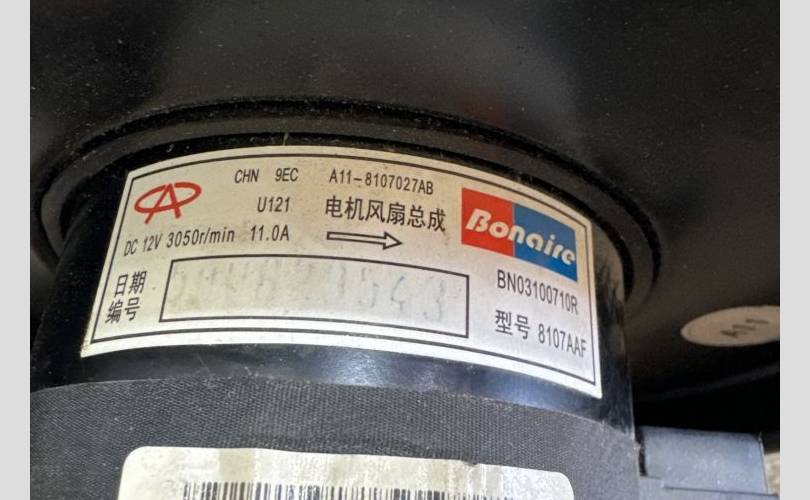 CHN 9EC A11-8107027AB
U121 电机风扇总成
DC 12V 3050r/min 11.0A
Bonaire
日期
编号
BN03100710R
型号 8107AAF
A11